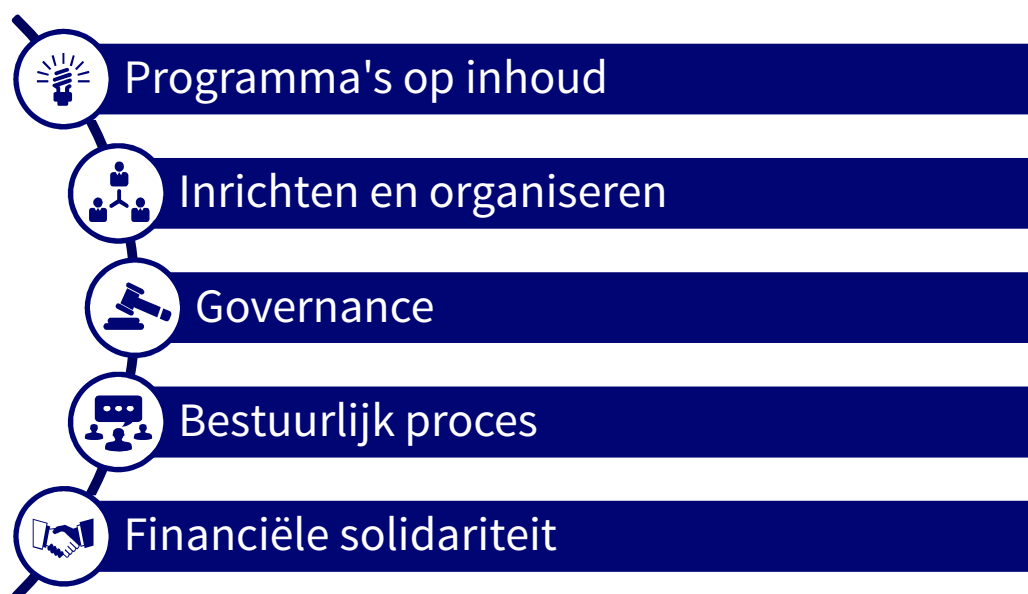 Programma's op inhoud
Inrichten en organiseren
Governance
Bestuurlijk proces
Financiële solidariteit